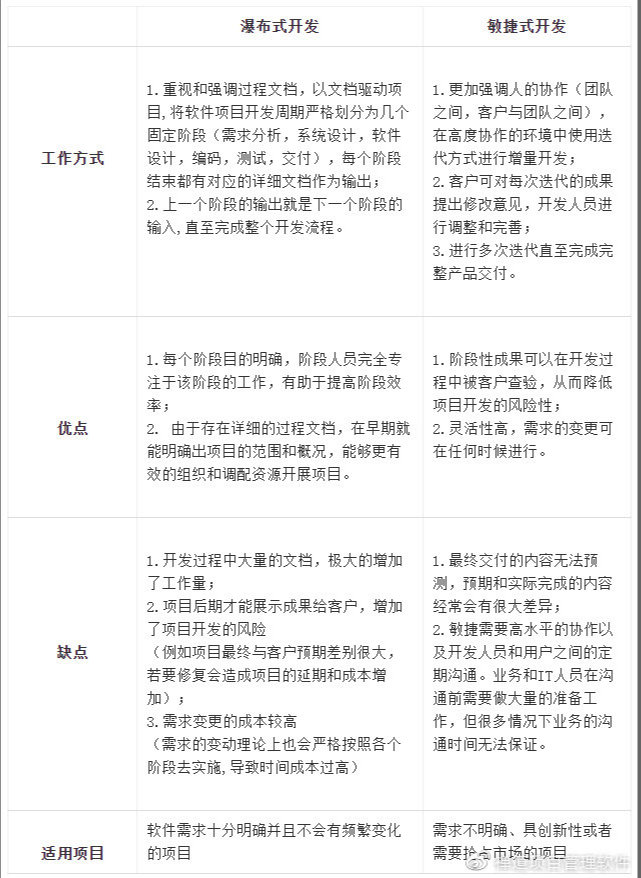 瀑布式开发
敏捷式开发
工作方式
1.重视和强调过程文档，以文档驱动项
目,将软件项目开发周期严格划分为几个
固定阶段（需求分析，系统设计，软件
设计，编码，测试，交付），每个阶段
结束都有对应的详细文档作为输出；
2.上一个阶段的输出就是下一个阶段的
输入,直至完成整个开发流程。
1.更加强调人的协作（团队
之间，客户与团队之间），
在高度协作的环境中使用迭
代方式进行增量开发；
2.客户可对每次迭代的成果
提出修改意见，开发人员进
行调整和完善；
3.进行多次迭代直至完成完
整产品交付。
优点
1.每个阶段目的明确，阶段人员完全专
注于该阶段的工作，有助于提高阶段效
率；
2. 由于存在详细的过程文档，在早期就
能明确出项目的范围和概况，能够更有
效的组织和调配资源开展项目。
1.阶段性成果可以在开发过
程中被客户查验，从而降低
项目开发的风险性；
2.灵活性高，需求的变更可
在任何时候进行。
缺点
1.开发过程中大量的文档，极大的增加
了工作量；
2.项目后期才能展示成果给客户，增加
了项目开发的风险
（例如项目最终与客户预期差别很大，
若要修复会造成项目的延期和成本增
加）；
3.需求变更的成本较高
（需求的变动理论上也会严格按照各个
阶段去实施,导致时间成本过高）
1.最终交付的内容无法预
测，预期和实际完成的内容
经常会有很大差异；
2.敏捷需要高水平的协作以
及开发人员和用户之间的定
期沟通。业务和IT人员在沟
通前需要做大量的准备工
作，但很多情况下业务的沟
通时间无法保证。
适用项目
软件需求十分明确并且不会有频繁变化
的项目
需求不明确、具创新性或者
需要抢占市场的项目
禅道项目管理软件